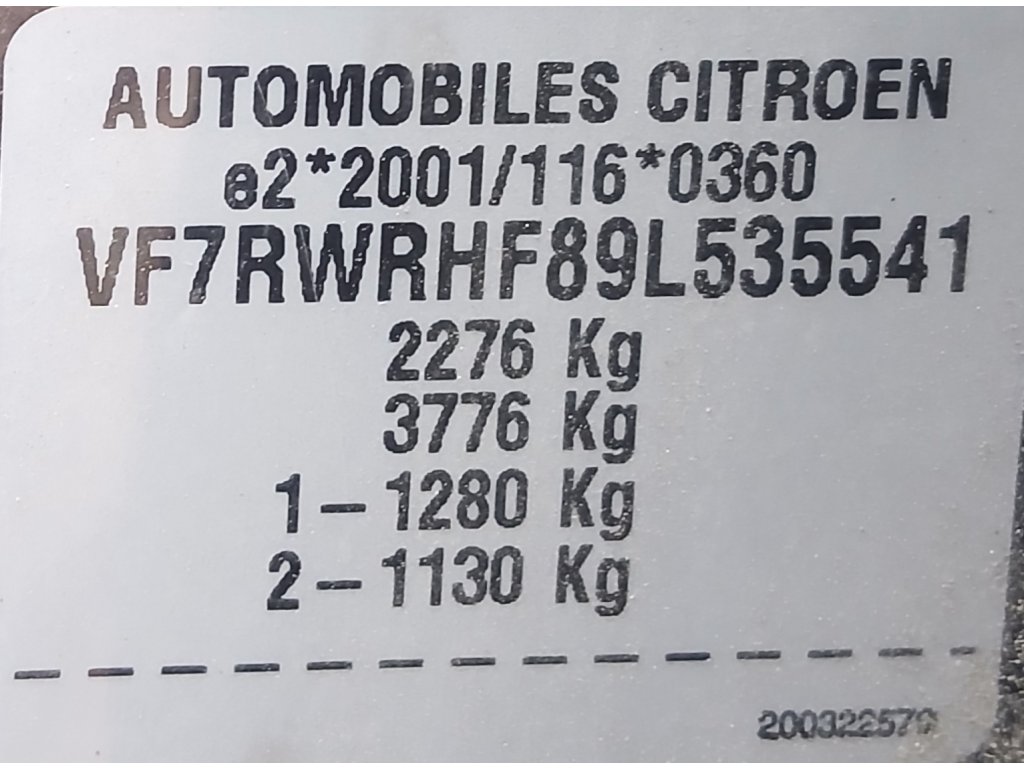 AUTOMOBILES CITROEN
e2*2001/116*0360
VF7RWRHF89L535541
2276 Kg
3776 Kg
1 – 1280 Kg
2 – 1130 Kg